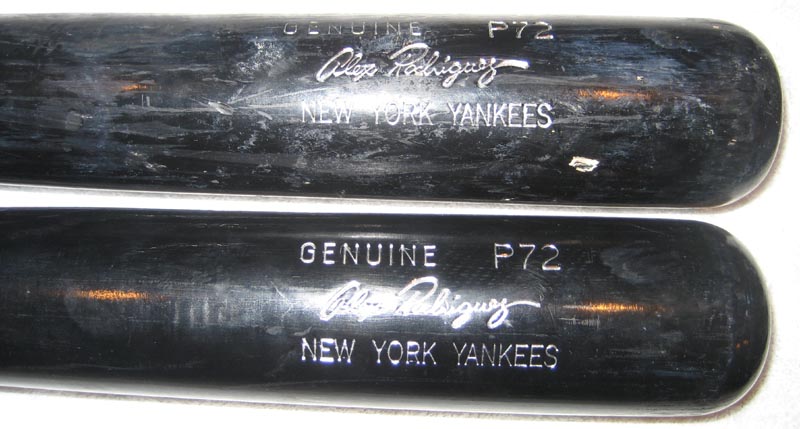 GENUINE P72
Alex Rodriguez
NEW YORK YANKEES
GENUINE P72
Alex Rodriguez
NEW YORK YANKEES